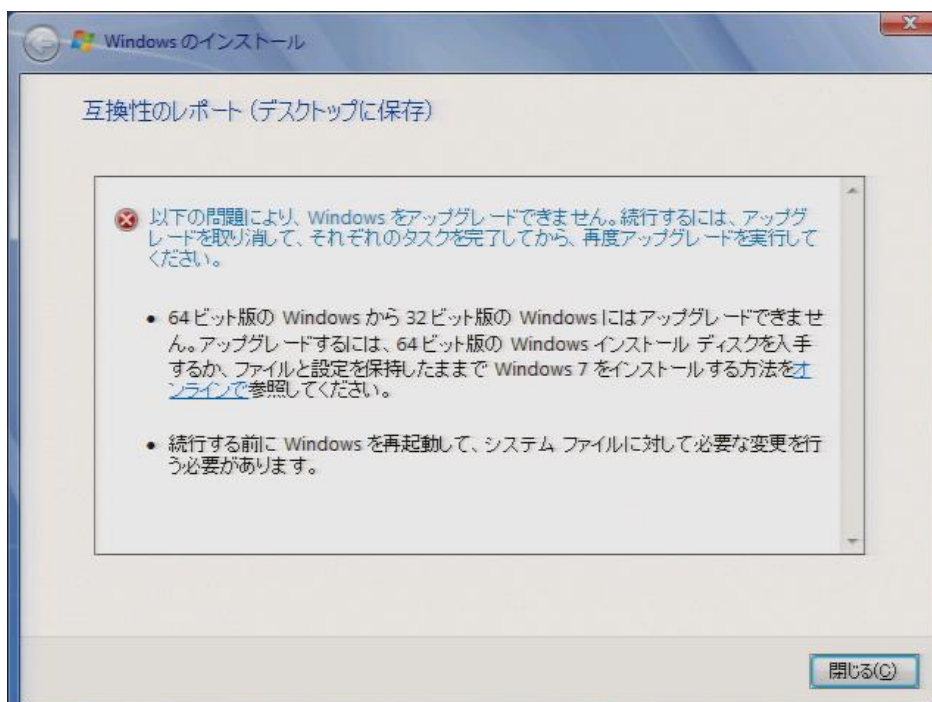 Windows のインストール
互換性のレポート (デスクトップに保存)
以下の問題により、Windows をアップグレードできません。続行するには、アップグ
レードを取り消して、それぞれのタスクを完了してから、再度アップグレードを実行して
ください。
• 64 ビット版の Windows から 32 ビット版の Windows にはアップグレードできませ
ん。アップグレードするには、64 ビット版の Windows インストール ディスクを入手
するか、ファイルと設定を保持したままで Windows 7 をインストールする方法をオ
ンラインで参照してください。
• 続行する前に Windows を再起動して、システム ファイルに対して必要な変更を行
う必要があります。
閉じる(C)